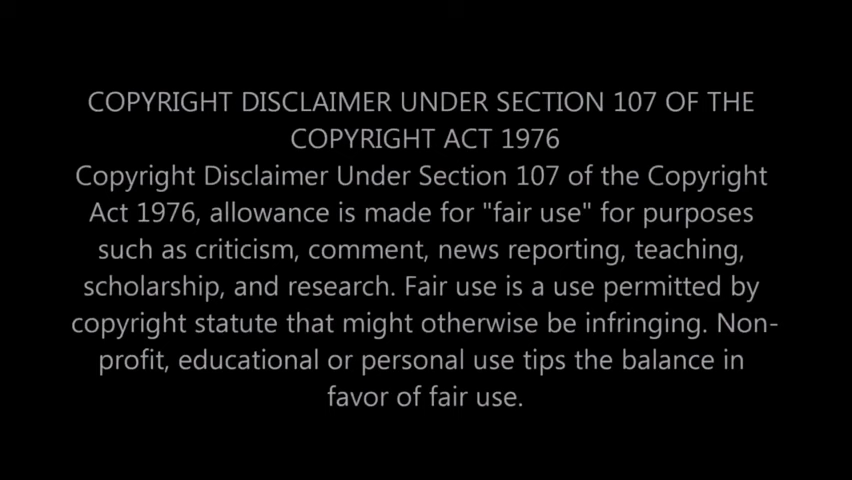 COPYRIGHT DISCLAIMER UNDER SECTION 107 OF THE
COPYRIGHT ACT 1976
Copyright Disclaimer Under Section 107 of the Copyright
Act 1976, allowance is made for "fair use" for purposes
such as criticism, comment, news reporting, teaching,
scholarship, and research. Fair use is a use permitted by
copyright statute that might otherwise be infringing. Non-
profit, educational or personal use tips the balance in
favor of fair use.